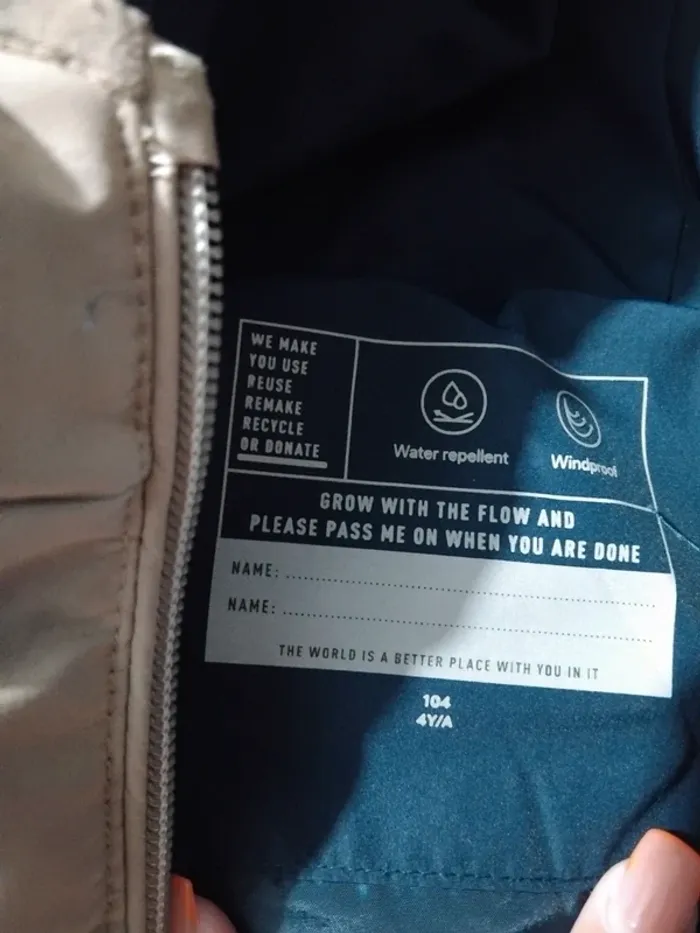 WE MAKE
YOU USE
REUSE
REMAKE
RECYCLE
OR DONATE
Water repellent
Windproof
GROW WITH THE FLOW AND
PLEASE PASS ME ON WHEN YOU ARE DONE
NAME:
NAME:
THE WORLD IS A BETTER PLACE WITH YOU IN IT
104
4Y/A